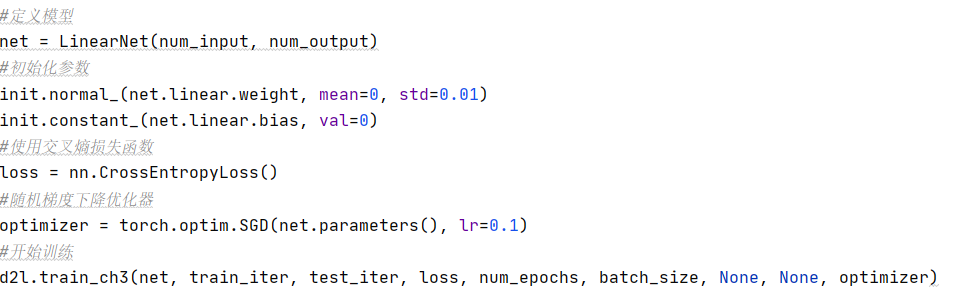 #定义模型
net = LinearNet(num_input, num_output)
#初始化参数
init.normal_(net.linear.weight, mean=0, std=0.01)
init.constant_(net.linear.bias, val=0)
#使用交叉熵损失函数
loss = nn.CrossEntropyLoss()
#随机梯度下降优化器
optimizer = torch.optim.SGD(net.parameters(), lr=0.1)
#开始训练
d2l.train_ch3(net, train_iter, test_iter, loss, num_epochs, batch_size, None, None, optimizer)